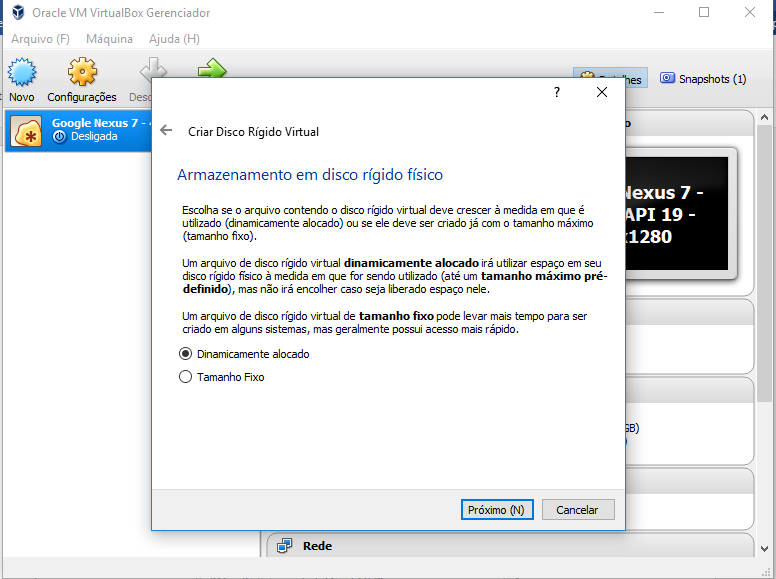 Oracle VM VirtualBox Gerenciador
Arquivo (F) Máquina Ajuda (H)
Novo Configurações Snapshots (1)
Google Nexus 7 -
Desligada
?
Criar Disco Rígido Virtual
Armazenamento em disco rígido físico
Escolha se o arquivo contendo o disco rígido virtual deve crescer à medida em que é
utilizado (dinamicamente alocado) ou se ele deve ser criado já com o tamanho máximo
(tamanho fixo).
Um arquivo de disco rígido virtual dinamicamente alocado irá utilizar espaço em seu
disco rígido físico à medida em que for sendo utilizado (até um tamanho máximo pré-
definido), mas não irá encolher caso seja liberado espaço nele.
Um arquivo de disco rígido virtual de tamanho fixo pode levar mais tempo para ser
criado em alguns sistemas, mas geralmente possui acesso mais rápido.
Dinamicamente alocado
Tamanho Fixo
Próximo (N) Cancelar
Nexus 7 -
API 19 -
x1280
GB)
Rede